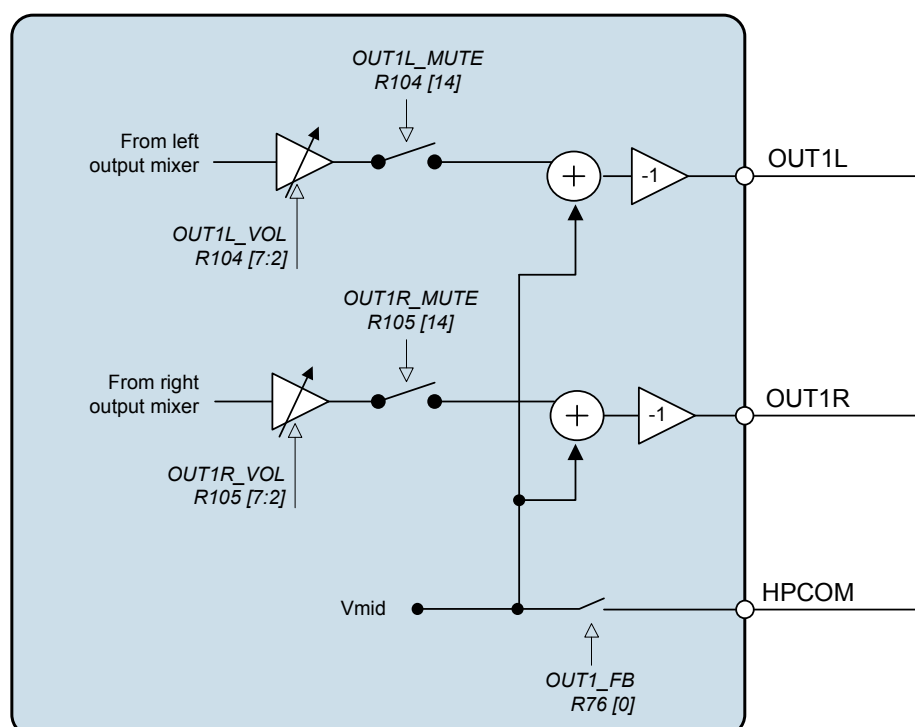 OUT1L_MUTE
R104 [14]
From left
output mixer
+
-1
OUT1L
OUT1L_VOL
R104 [7:2]
OUT1R_MUTE
R105 [14]
From right
output mixer
+
-1
OUT1R
OUT1R_VOL
R105 [7:2]
Vmid
HPCOM
OUT1_FB
R76 [0]